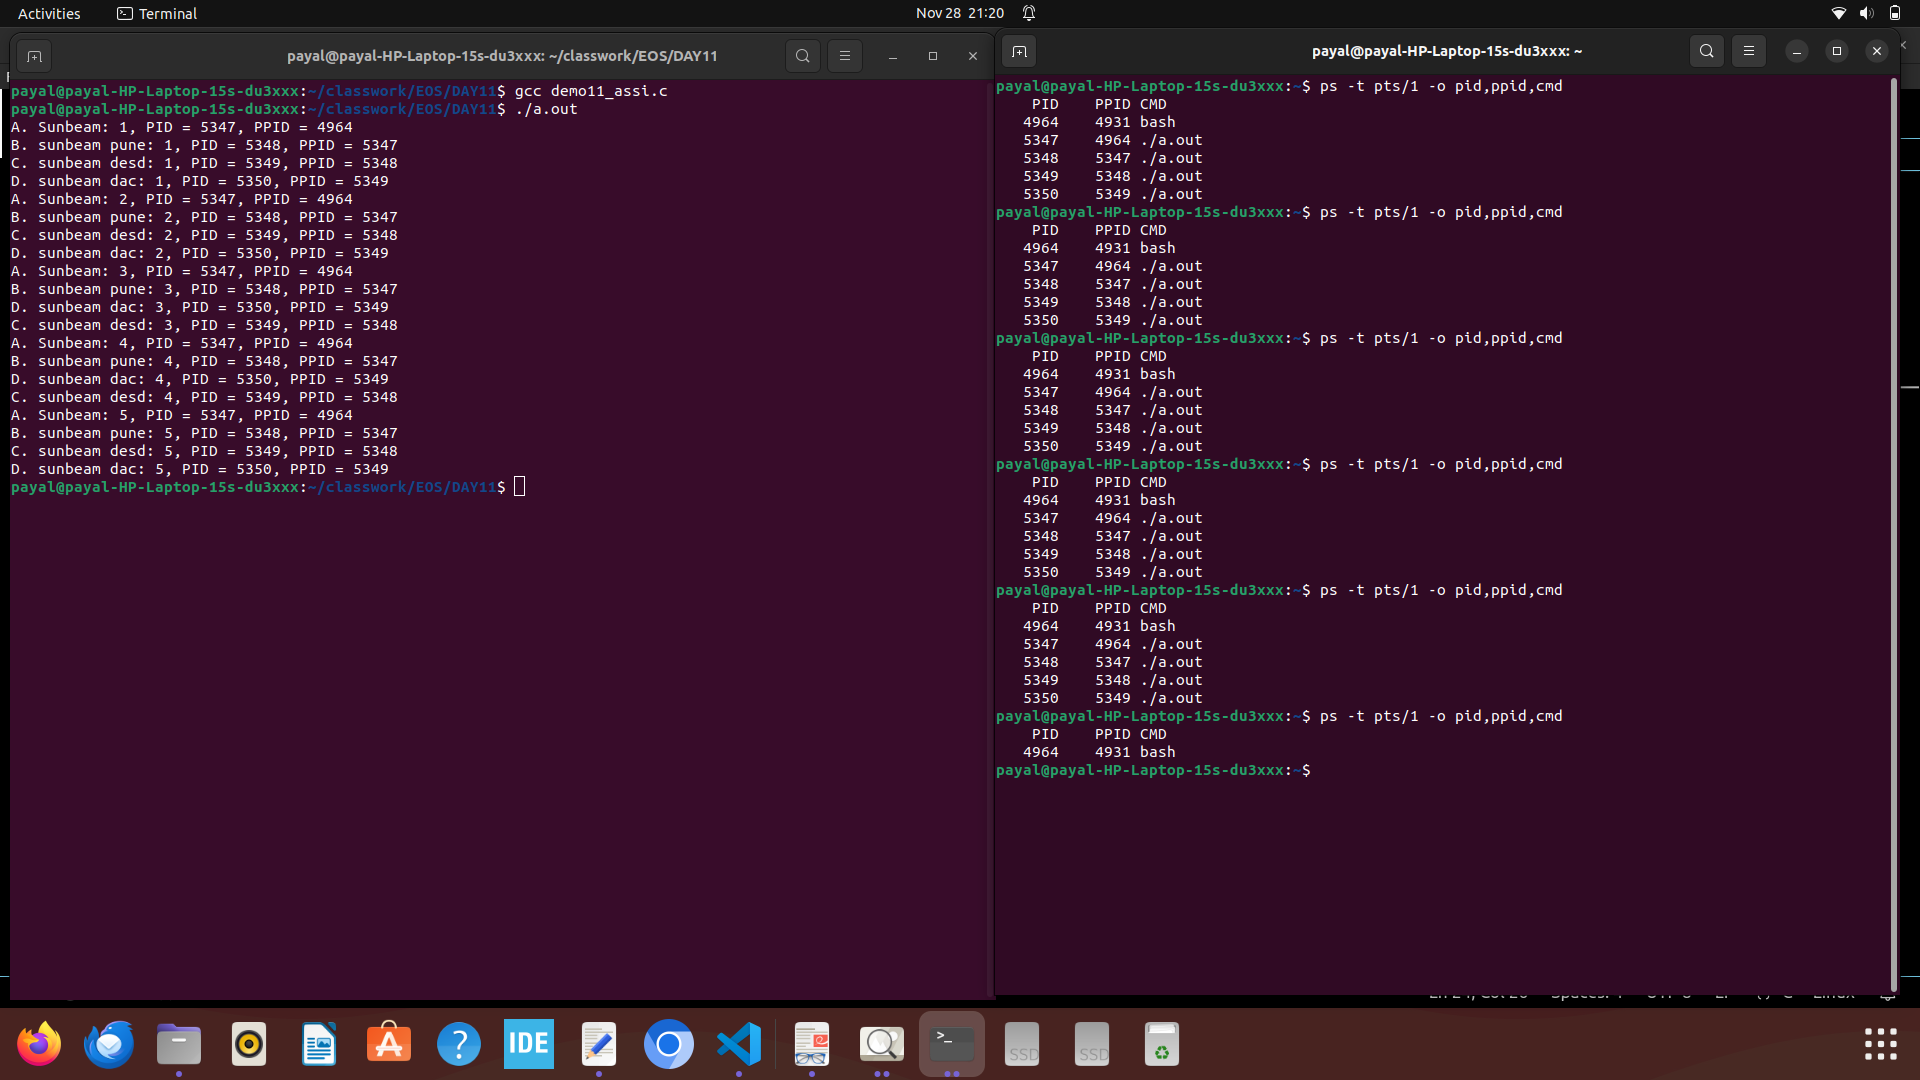 Activities
Terminal
Nov 28 21:20
payal@payal-HP-Laptop-15s-du3xxx: ~/classwork/EOS/DAY11
payal@payal-HP-Laptop-15s-du3xxx:~/classwork/EOS/DAY11$ gcc demo11_assi.c
payal@payal-HP-Laptop-15s-du3xxx:~/classwork/EOS/DAY11$ ./a.out
A. Sunbeam: 1, PID = 5347, PPID = 4964
B. sunbeam pune: 1, PID = 5348, PPID = 5347
C. sunbeam desd: 1, PID = 5349, PPID = 5348
D. sunbeam dac: 1, PID = 5350, PPID = 5349
A. Sunbeam: 2, PID = 5347, PPID = 4964
B. sunbeam pune: 2, PID = 5348, PPID = 5347
C. sunbeam desd: 2, PID = 5349, PPID = 5348
D. sunbeam dac: 2, PID = 5350, PPID = 5349
A. Sunbeam: 3, PID = 5347, PPID = 4964
B. sunbeam pune: 3, PID = 5348, PPID = 5347
D. sunbeam dac: 3, PID = 5350, PPID = 5349
C. sunbeam desd: 3, PID = 5349, PPID = 5348
A. Sunbeam: 4, PID = 5347, PPID = 4964
B. sunbeam pune: 4, PID = 5348, PPID = 5347
D. sunbeam dac: 4, PID = 5350, PPID = 5349
C. sunbeam desd: 4, PID = 5349, PPID = 5348
A. Sunbeam: 5, PID = 5347, PPID = 4964
B. sunbeam pune: 5, PID = 5348, PPID = 5347
C. sunbeam desd: 5, PID = 5349, PPID = 5348
D. sunbeam dac: 5, PID = 5350, PPID = 5349
payal@payal-HP-Laptop-15s-du3xxx:~/classwork/EOS/DAY11$
payal@payal-HP-Laptop-15s-du3xxx: ~
payal@payal-HP-Laptop-15s-du3xxx:~$ ps -t pts/1 -o pid,ppid,cmd
PID PPID CMD
4964 4931 bash
5347 4964 ./a.out
5348 5347 ./a.out
5349 5348 ./a.out
5350 5349 ./a.out
payal@payal-HP-Laptop-15s-du3xxx:~$ ps -t pts/1 -o pid,ppid,cmd
PID PPID CMD
4964 4931 bash
5347 4964 ./a.out
5348 5347 ./a.out
5349 5348 ./a.out
5350 5349 ./a.out
payal@payal-HP-Laptop-15s-du3xxx:~$ ps -t pts/1 -o pid,ppid,cmd
PID PPID CMD
4964 4931 bash
5347 4964 ./a.out
5348 5347 ./a.out
5349 5348 ./a.out
5350 5349 ./a.out
payal@payal-HP-Laptop-15s-du3xxx:~$ ps -t pts/1 -o pid,ppid,cmd
PID PPID CMD
4964 4931 bash
5347 4964 ./a.out
5348 5347 ./a.out
5349 5348 ./a.out
5350 5349 ./a.out
payal@payal-HP-Laptop-15s-du3xxx:~$ ps -t pts/1 -o pid,ppid,cmd
PID PPID CMD
4964 4931 bash
5347 4964 ./a.out
5348 5347 ./a.out
5349 5348 ./a.out
5350 5349 ./a.out
payal@payal-HP-Laptop-15s-du3xxx:~$ ps -t pts/1 -o pid,ppid,cmd
PID PPID CMD
4964 4931 bash
payal@payal-HP-Laptop-15s-du3xxx:~$
IDE
SSD
SSD